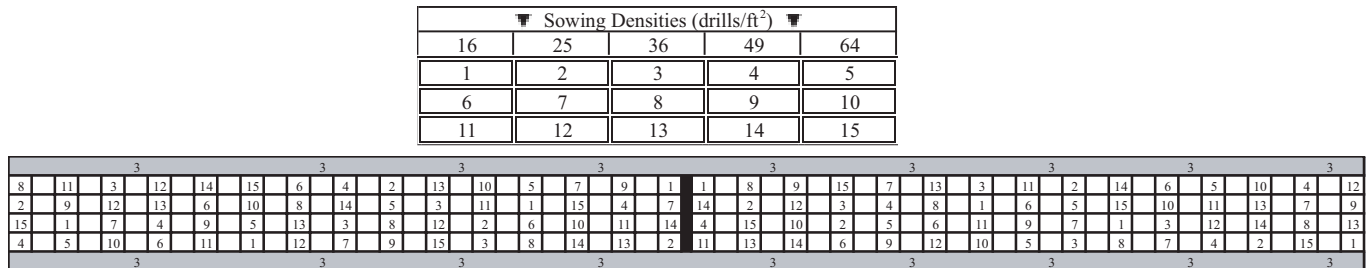 Sowing Densities (drills/ft²)
16 25 36 49 64
1 2 3 4 5
6 7 8 9 10
11 12 13 14 15
3 3 3 3 3 3 3 3 3
8 11 3 12 14 15 6 4 2 13 10 5 7 9 1 1 8 9 15 7 13 3 11 2 14 6 5 10 4 12
2 9 12 13 6 10 8 14 5 3 11 1 15 4 7 14 2 12 3 4 8 1 6 5 15 10 11 13 7 9
15 1 7 4 9 5 13 3 8 12 2 6 10 11 14 4 15 10 2 5 6 11 9 7 1 3 12 14 8 13
4 5 10 6 11 1 12 7 9 15 3 8 14 13 2 11 13 14 6 9 12 10 5 3 8 7 4 2 15 1
3 3 3 3 3 3 3 3 3